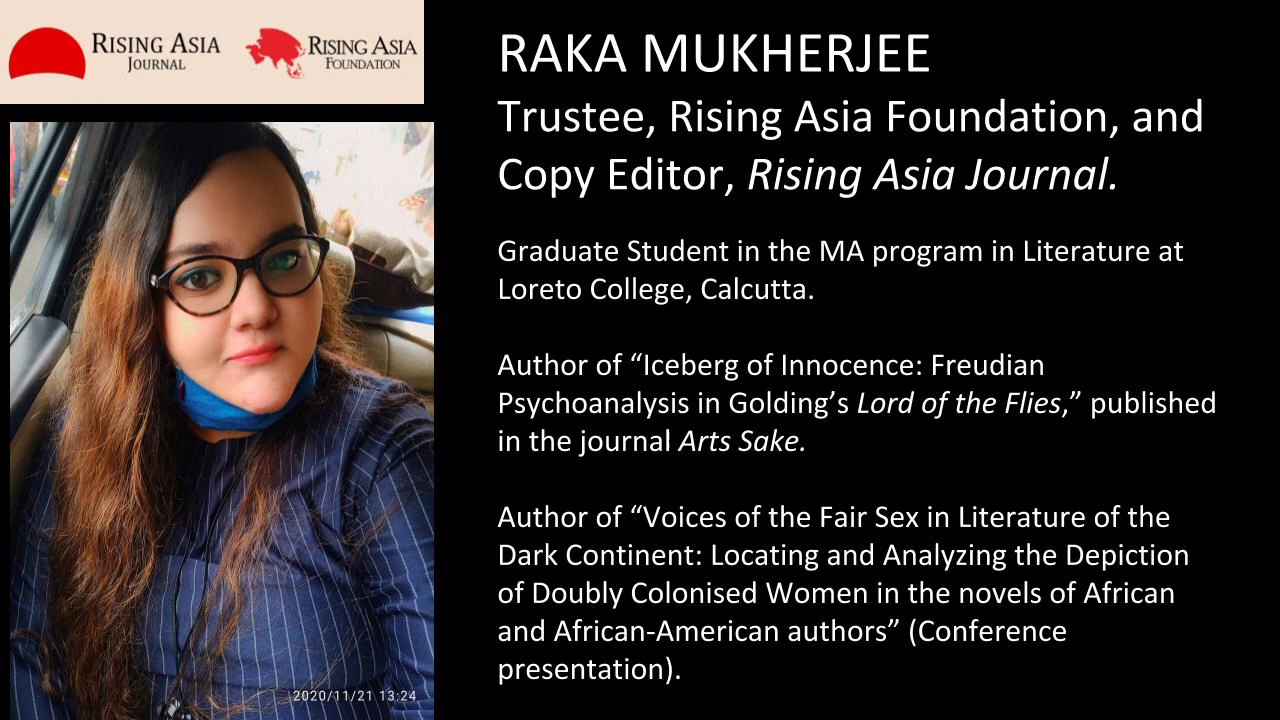 RISING ASIA
JOURNAL
RISING ASIA
FOUNDATION
RAKA MUKHERJEE
Trustee, Rising Asia Foundation, and
Copy Editor, Rising Asia Journal.
Graduate Student in the MA program in Literature at
Loreto College, Calcutta.
Author of “Iceberg of Innocence: Freudian
Psychoanalysis in Golding’s Lord of the Flies,” published
in the journal Arts Sake.
Author of “Voices of the Fair Sex in Literature of the
Dark Continent: Locating and Analyzing the Depiction
of Doubly Colonised Women in the novels of African
and African-American authors” (Conference
presentation).
2020/11/21 13:24